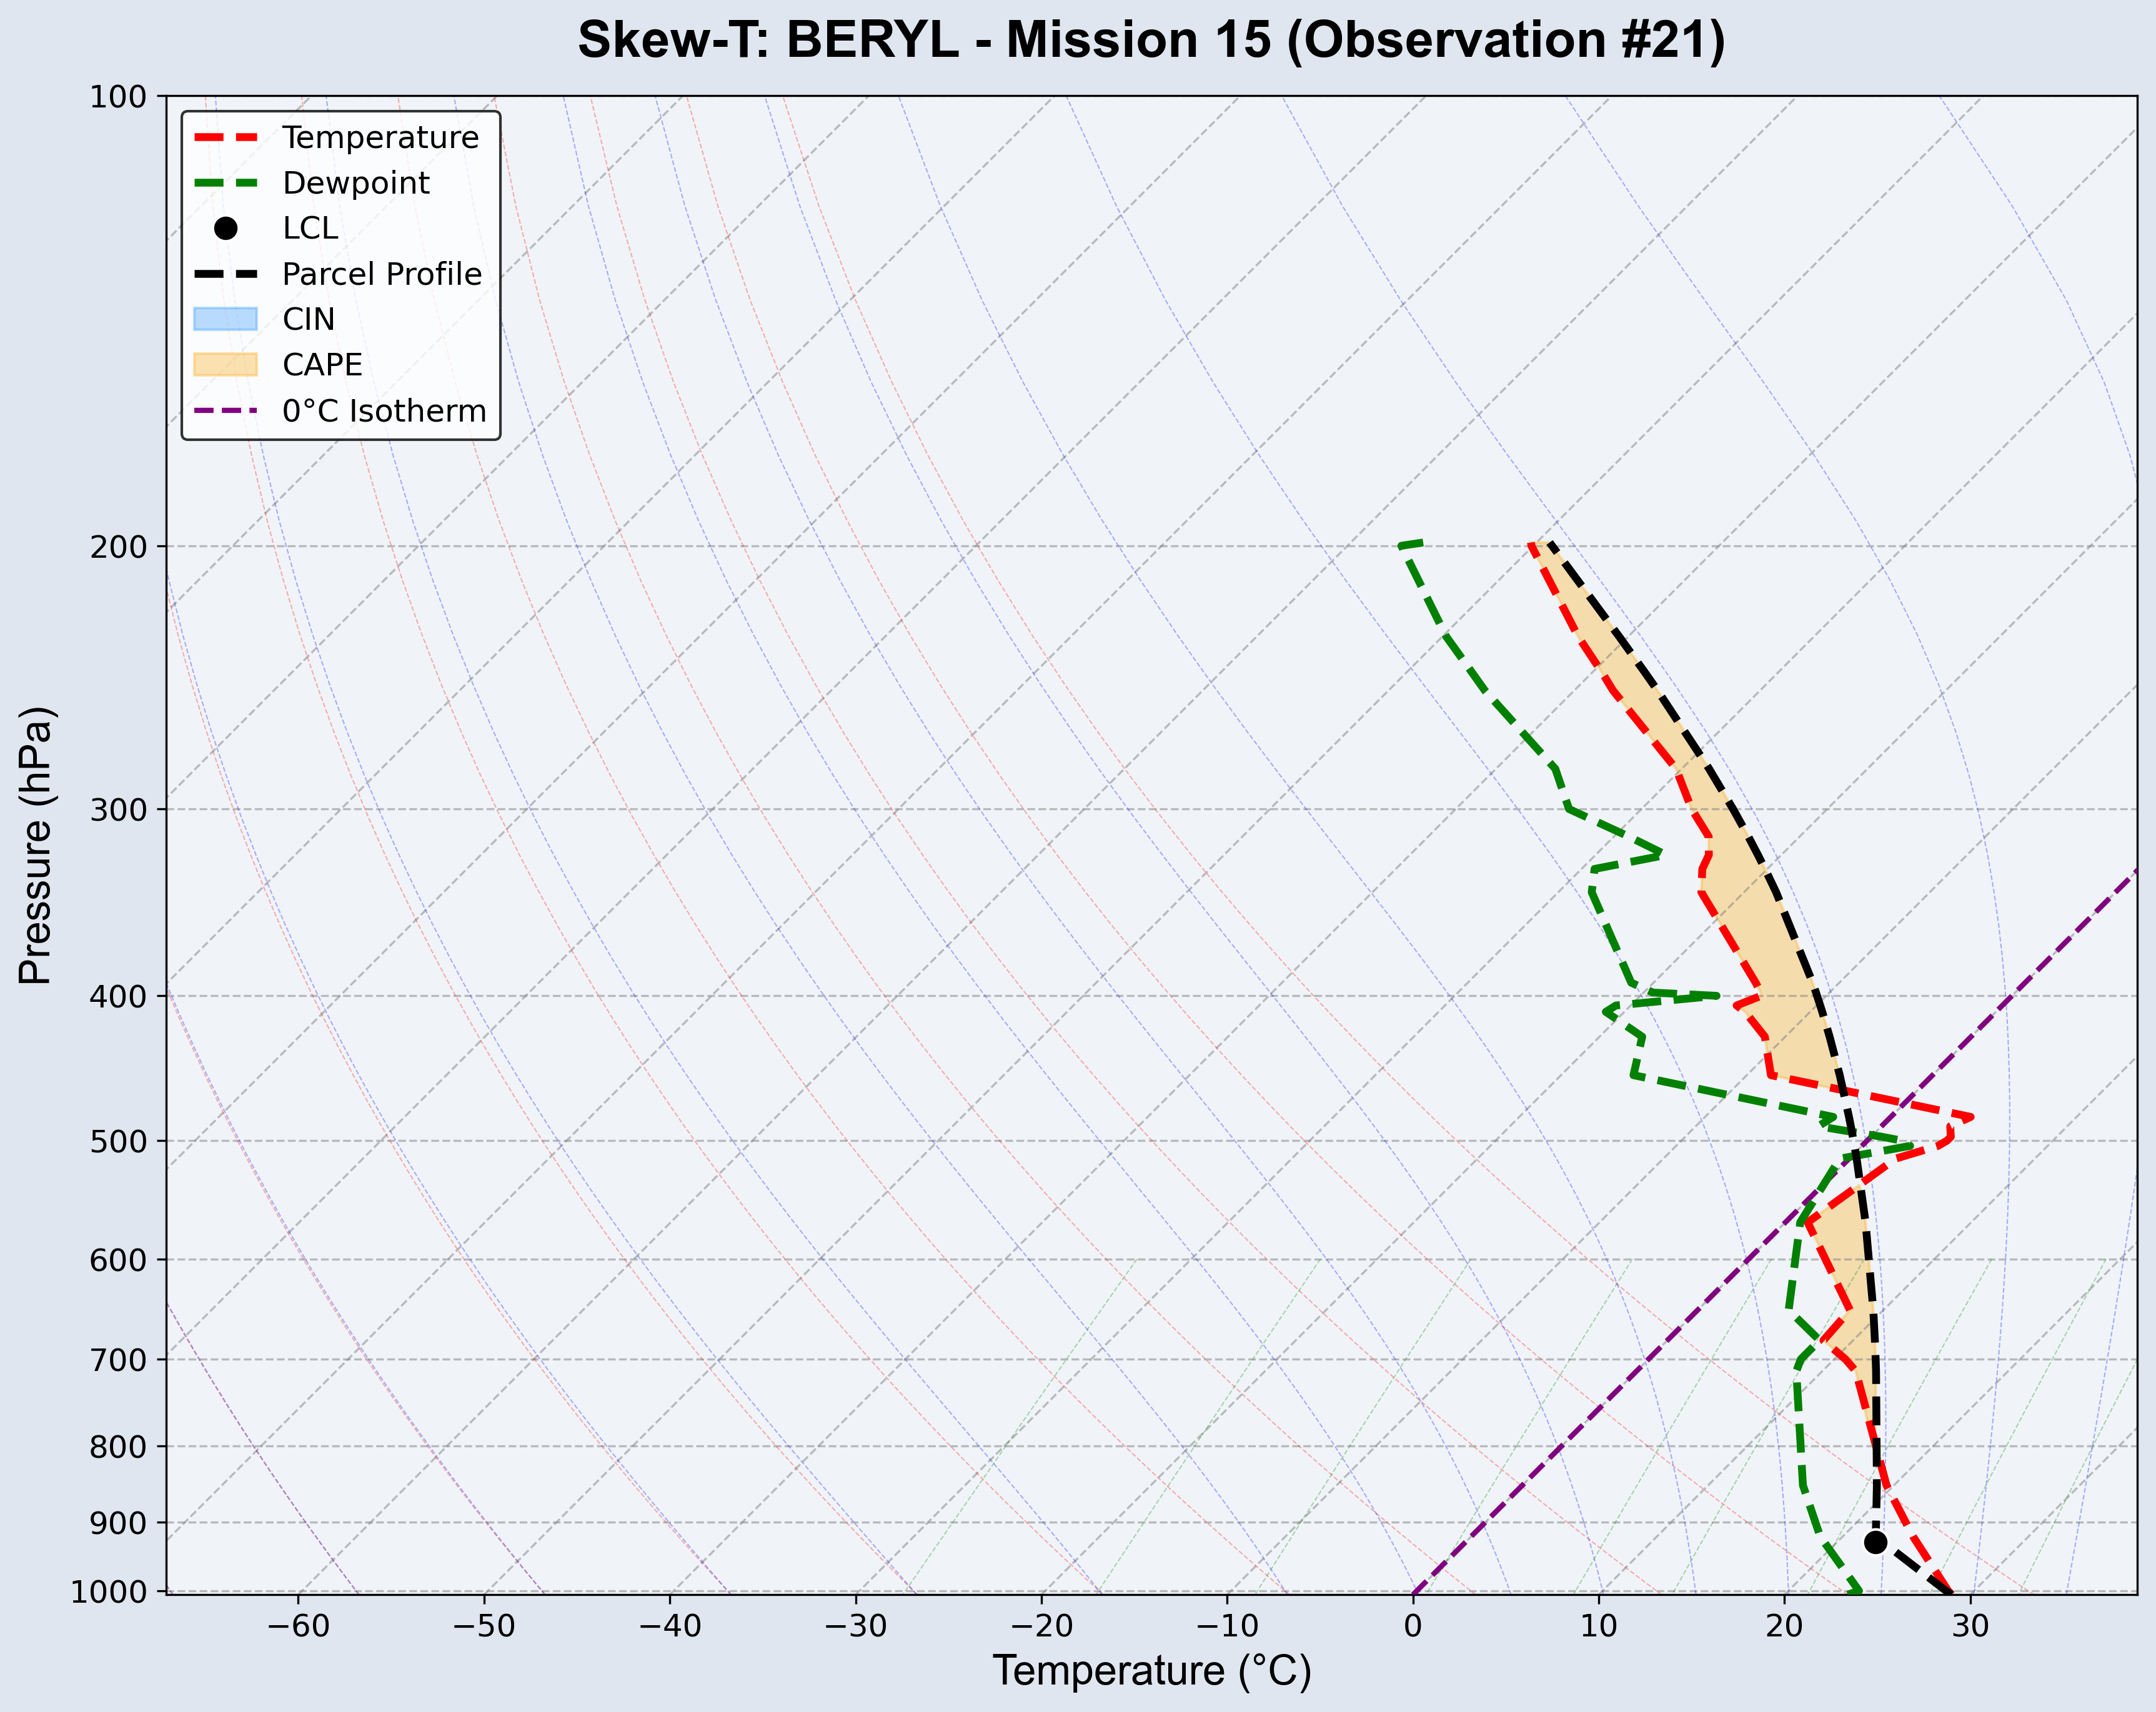 Skew-T: BERYL - Mission 15 (Observation #21)
Temperature
Dewpoint
LCL
Parcel Profile
CIN
CAPE
0°C Isotherm
Pressure (hPa)
100
200
300
400
500
600
700
800
900
1000
−60 −50 −40 −30 −20 −10 0 10 20 30
Temperature (°C)